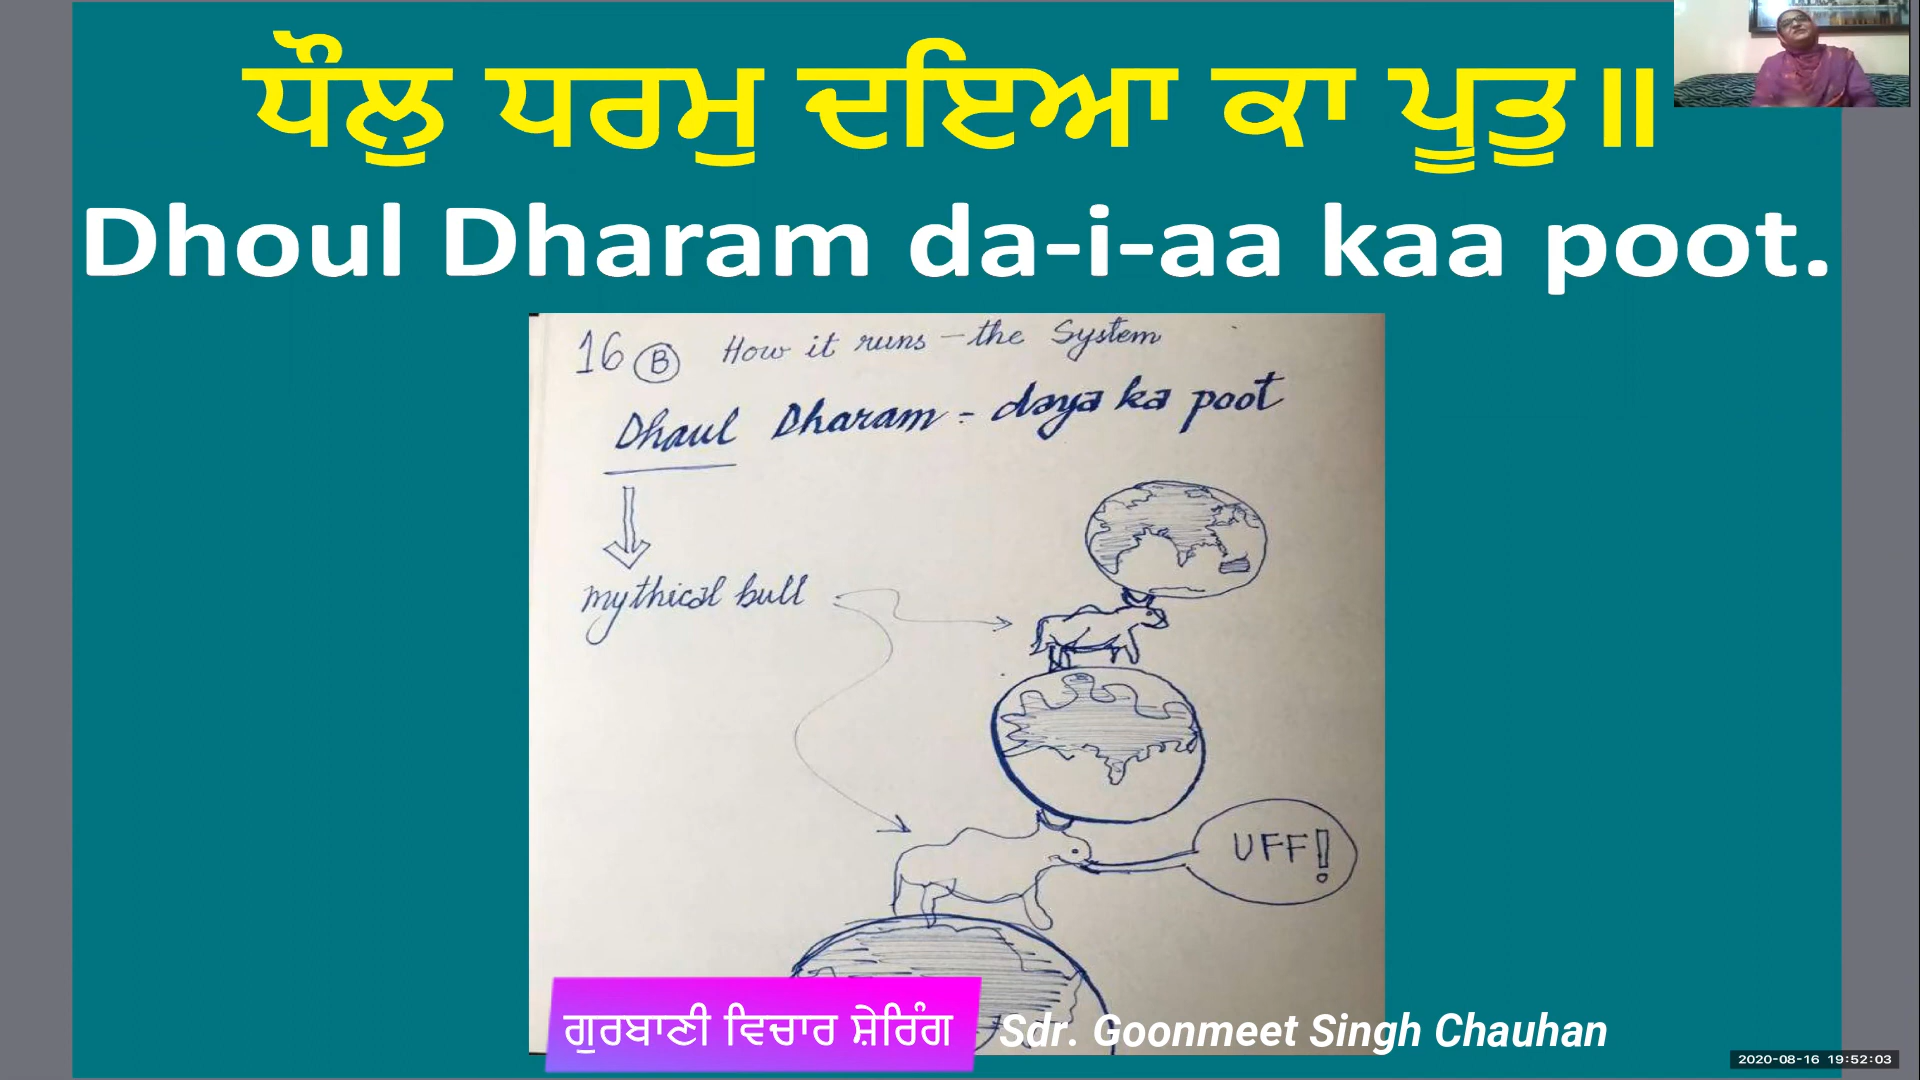 ਧੌਲੁ ਧਰਮੁ ਦਇਆ ਕਾ ਪੂਤੁ॥
Dhoul Dharam da-i-aa kaa poot.
16 B How it runs – the System
Dhaul Dharam = daya ka poot
mythical bull
UFF!
ਗੁਰਬਾਣੀ ਵਿਚਾਰ ਸ਼ੇਰਿੰਗ
Sdr. Goonmeet Singh Chauhan
2020-08-16 19:52:03